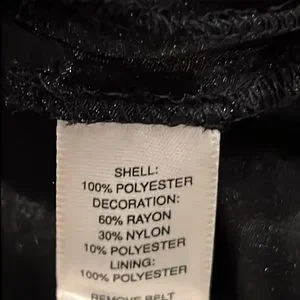 SHELL:
100% POLYESTER
DECORATION:
60% RAYON
30% NYLON
10% POLYESTER
LINING:
100% POLYESTER
REMOVE BELT